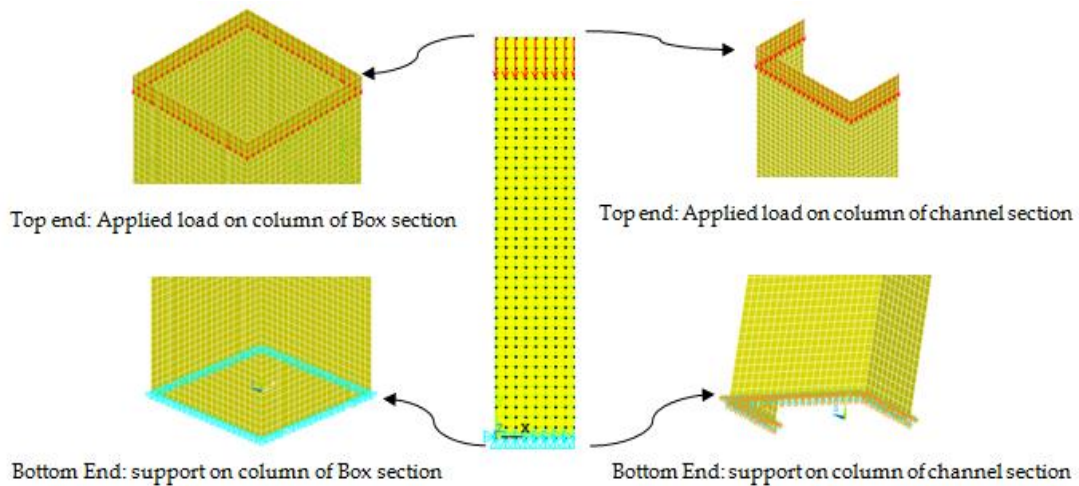 Top end: Applied load on column of Box section
Top end: Applied load on column of channel section
Z X
Bottom End: support on column of Box section
Bottom End: support on column of channel section